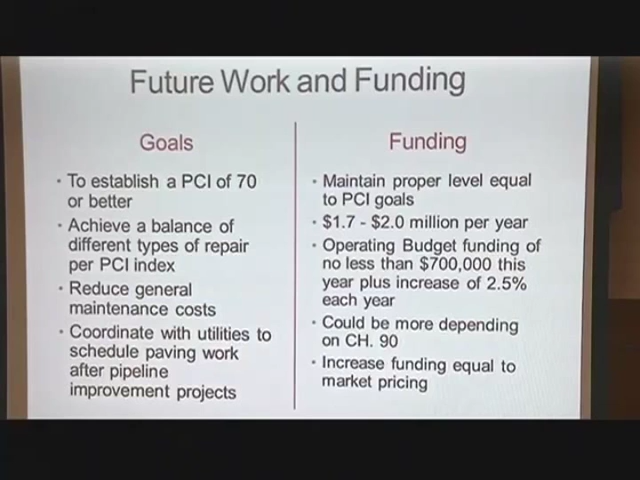 Future Work and Funding
Goals
• To establish a PCI of 70
or better
• Achieve a balance of
different types of repair
per PCI index
• Reduce general
maintenance costs
• Coordinate with utilities to
schedule paving work
after pipeline
improvement projects
Funding
• Maintain proper level equal
to PCI goals
• $1.7 - $2.0 million per year
• Operating Budget funding of
no less than $700,000 this
year plus increase of 2.5%
each year
• Could be more depending
on CH. 90
• Increase funding equal to
market pricing